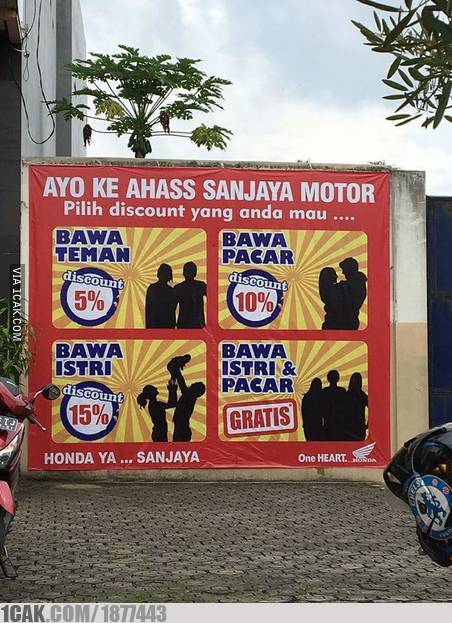 AYO KE AHASS SANJAYA MOTOR
Pilih discount yang anda mau ....
BAWA
TEMAN
discount
5%
BAWA
PACAR
discount
10%
BAWA
ISTRI
discount
15%
BAWA
ISTRI &
PACAR
GRATIS*
HONDA YA ... SANJAYA
One HEART.
HONDA
VIA 1CAK.COM
1CAK.COM/1877443